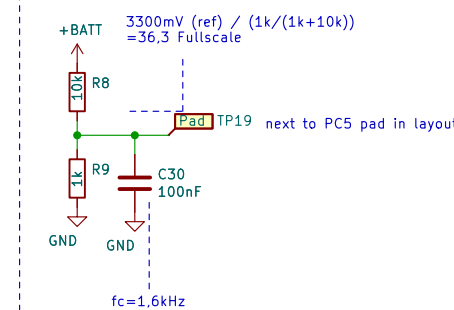 3300mV (ref) / (1k/(1k+10k))
=36,3 Fullscale
+BATT
10k R8
Pad TP19 next to PC5 pad in layout
1k R9
C30
100nF
GND
GND
fc=1,6kHz